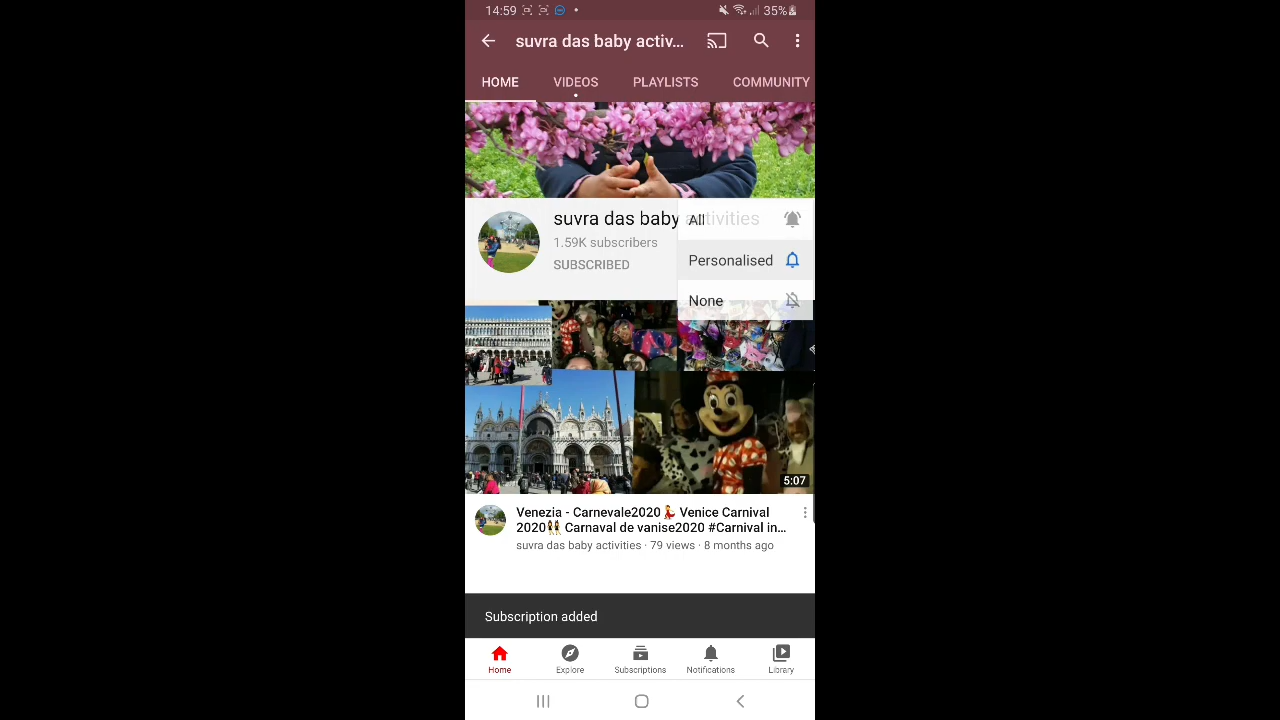 14:59
35%
suvra das baby activ...
HOME VIDEOS PLAYLISTS COMMUNITY
suvra das baby activities
All
1.59K subscribers
Personalised
SUBSCRIBED
None
5:07
Venezia - Carnevale2020💃 Venice Carnival
2020👯 Carnaval de vanise2020 #Carnival in...
suvra das baby activities · 79 views · 8 months ago
Subscription added
Home Explore Subscriptions Notifications Library